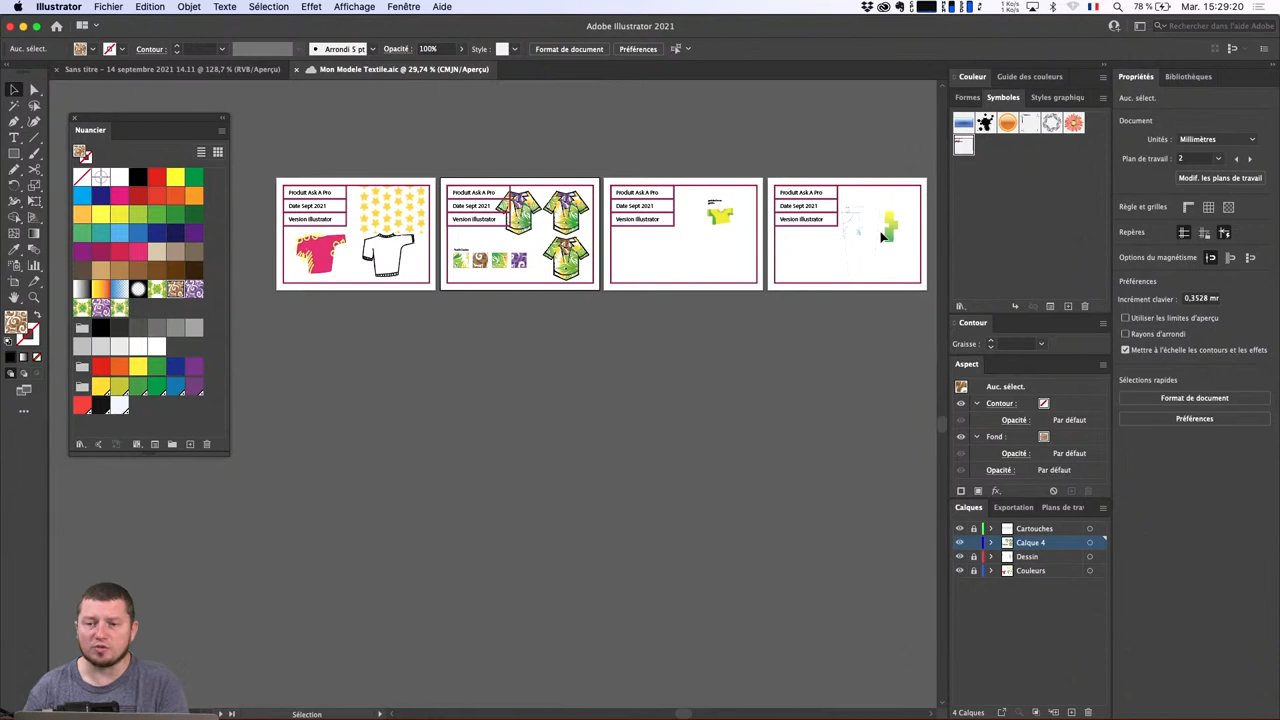 Illustrator Fichier Edition Objet Texte Sélection Effet Affichage Fenêtre Aide
1 Ko/s
0 Ko/s
78 % Mar. à 15:29:20
Adobe Illustrator 2021
Rechercher dans l'aide Adobe
Auc. sélect. Contour : Arrondi 5 pt Opacité : 100% Style : Format de document Préférences
Sans titre - 14 septembre 2021 14.11 @ 128,7 % (RVB/Aperçu)
Mon Modele Textile.aic @ 29,74 % (CMJN/Aperçu)
Nuancier
Produit Ask A Pro
Date Sept 2021
Version Illustrator
Produit Ask A Pro
Date Sept 2021
Version Illustrator
Produit Ask A Pro
Date Sept 2021
Version Illustrator
Produit Ask A Pro
Date Sept 2021
Version Illustrator
Couleur Guide des couleurs
Formes Symboles Styles graphiq
Contour
Graisse :
Aspect
Auc. sélect.
Contour :
Opacité : Par défaut
Fond :
Opacité : Par défaut
Opacité : Par défaut
fx
Calques Exportation Plans de tra
Cartouches
Calque 4
Dessin
Couleurs
4 Calques
Propriétés Bibliothèques
Auc. sélect.
Document
Unités : Millimètres
Plan de travail : 2
Modif. les plans de travail
Règle et grilles
Repères
Options du magnétisme
Préférences
Incrément clavier : 0,3528 mr
Utiliser les limites d'aperçu
Rayons d'arrondi
Mettre à l'échelle les contours et les effets
Sélections rapides
Format de document
Préférences
Sélection